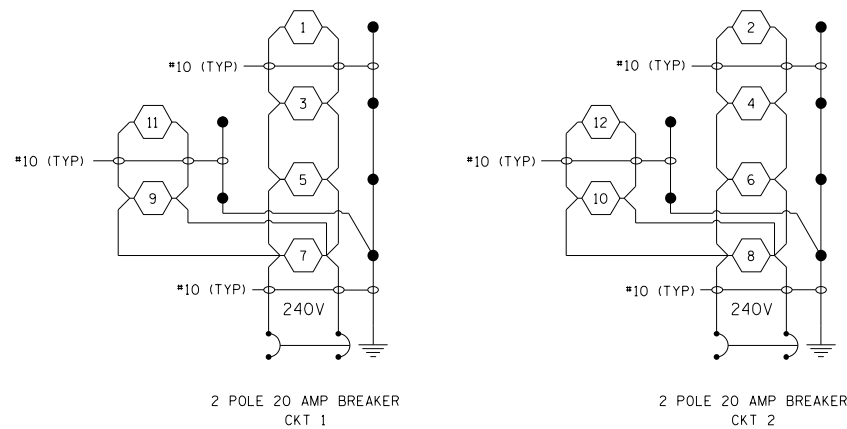 1
#10 (TYP)
3
11
#10 (TYP)
5
9
7
#10 (TYP)
240V
2 POLE 20 AMP BREAKER
CKT 1
2
#10 (TYP)
4
12
#10 (TYP)
6
10
8
#10 (TYP)
240V
2 POLE 20 AMP BREAKER
CKT 2